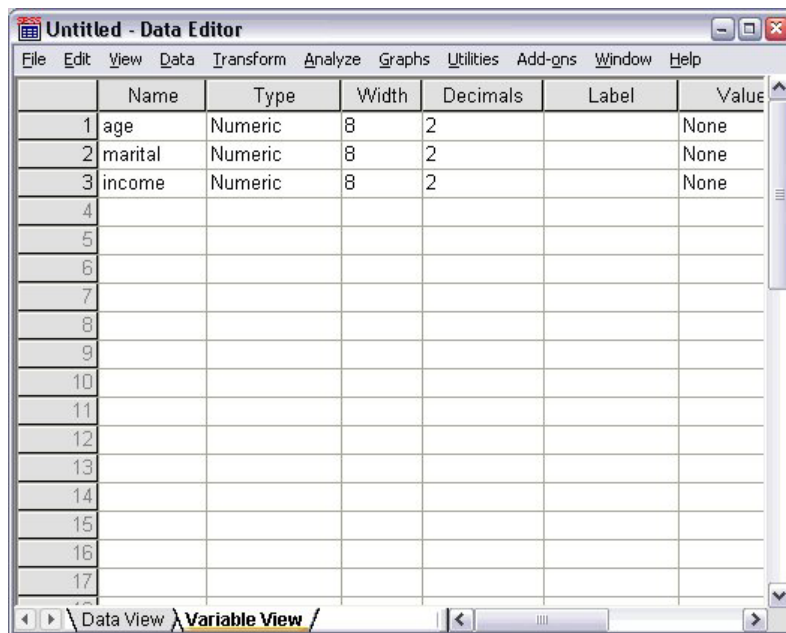 Untitled - Data Editor
File Edit View Data Transform Analyze Graphs Utilities Add-ons Window Help
Name Type Width Decimals Label Value
1 age Numeric 8 2 None
2 marital Numeric 8 2 None
3 income Numeric 8 2 None
4
5
6
7
8
9
10
11
12
13
14
15
16
17
Data View Variable View